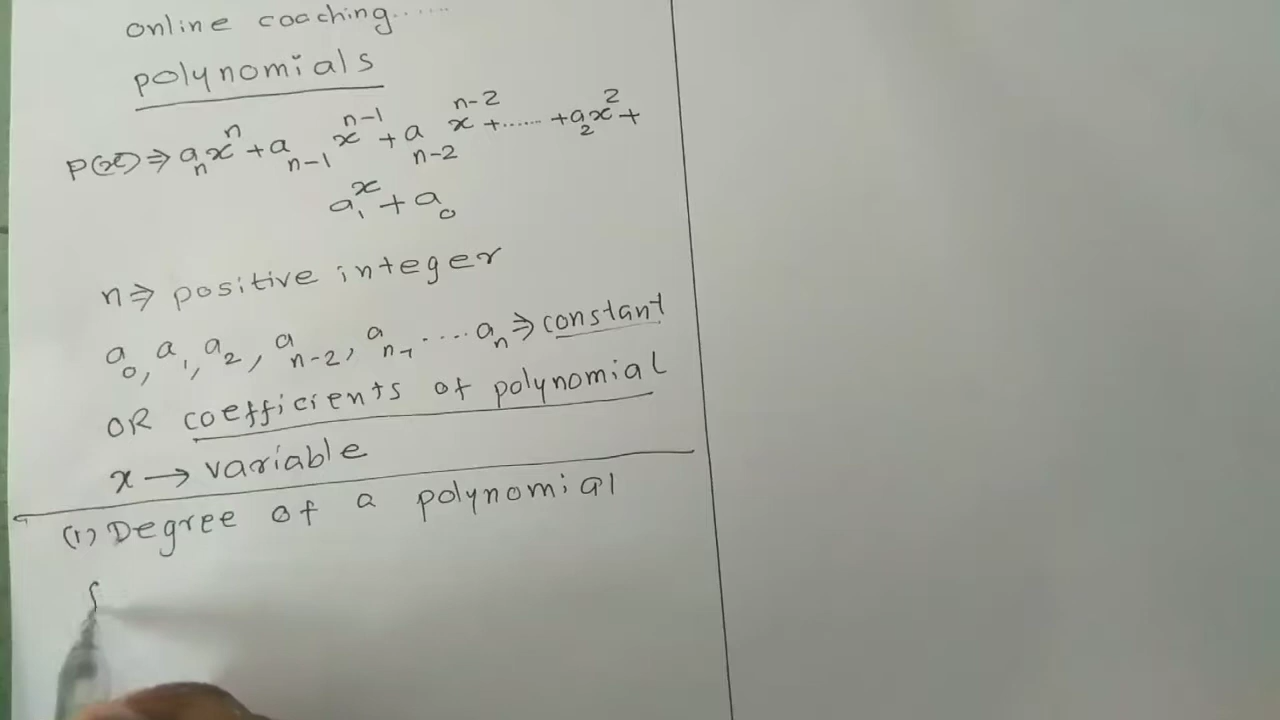 online coaching......
polynomials
P(x) ⇒ aₙxⁿ + aₙ₋₁xⁿ⁻¹ + aₙ₋₂xⁿ⁻² + ...... + a₂x² +
a₁x + a₀
n ⇒ positive integer
a₀, a₁, a₂, aₙ₋₂, aₙ₋₁ .... aₙ ⇒ constant
OR coefficients of polynomial
x → variable
(1) Degree of a polynomial